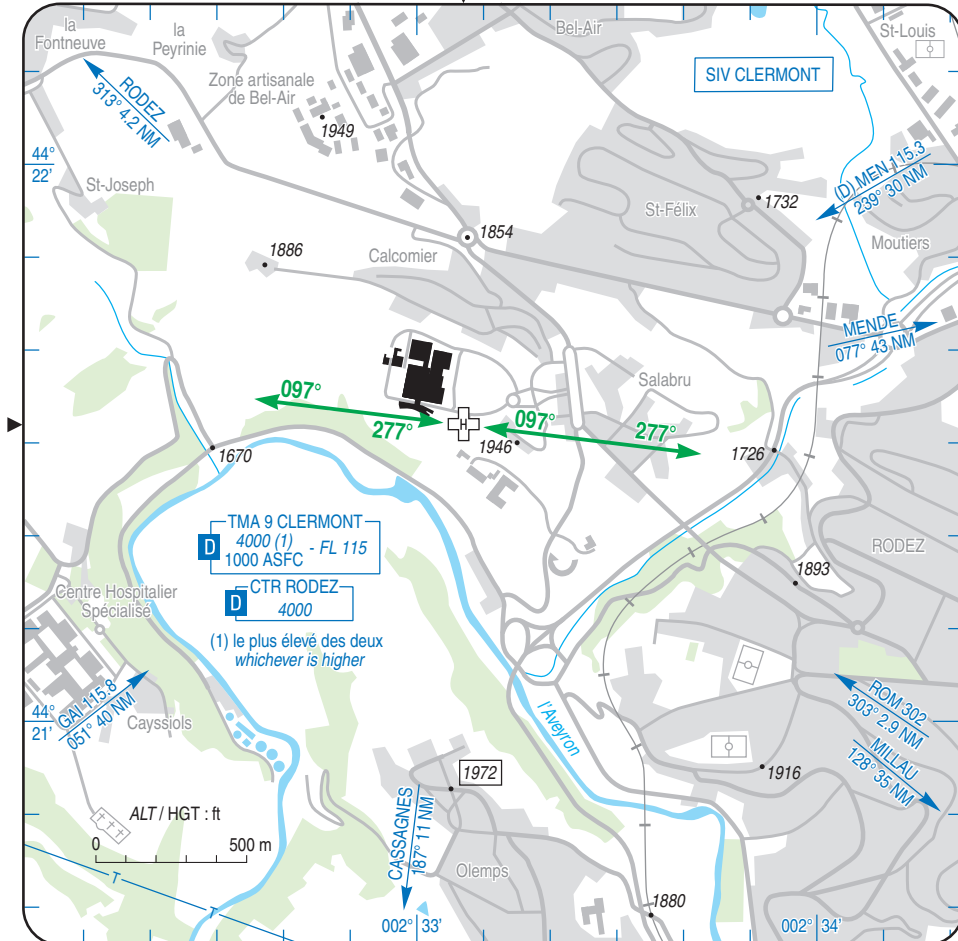 la
Fontneuve
la
Peyrinie
Bel-Air
St-Louis
Zone artisanale
de Bel-Air
SIV CLERMONT
RODEZ
313° 4.2 NM
1949
44°
22'
St-Joseph
(D) MEN 115.3
239° 30 NM
1732
St-Félix
1854
Moutiers
1886
Calcomier
MENDE
077° 43 NM
Salabru
097°
277°
H
097°
277°
1946
1726
1670
TMA 9 CLERMONT
D
4000 (1)
1000 ASFC
- FL 115
RODEZ
1893
CTR RODEZ
D
4000
Centre Hospitalier
Spécialisé
(1) le plus élevé des deux
whichever is higher
GAI 115.8
051° 40 NM
ROM 302
303° 2.9 NM
44°
21'
Cayssiols
l'Aveyron
MILLAU
128° 35 NM
1972
1916
ALT / HGT : ft
0
500 m
CASSAGNES
187° 11 NM
Olemps
T
T
1880
002° 33'
002° 34'